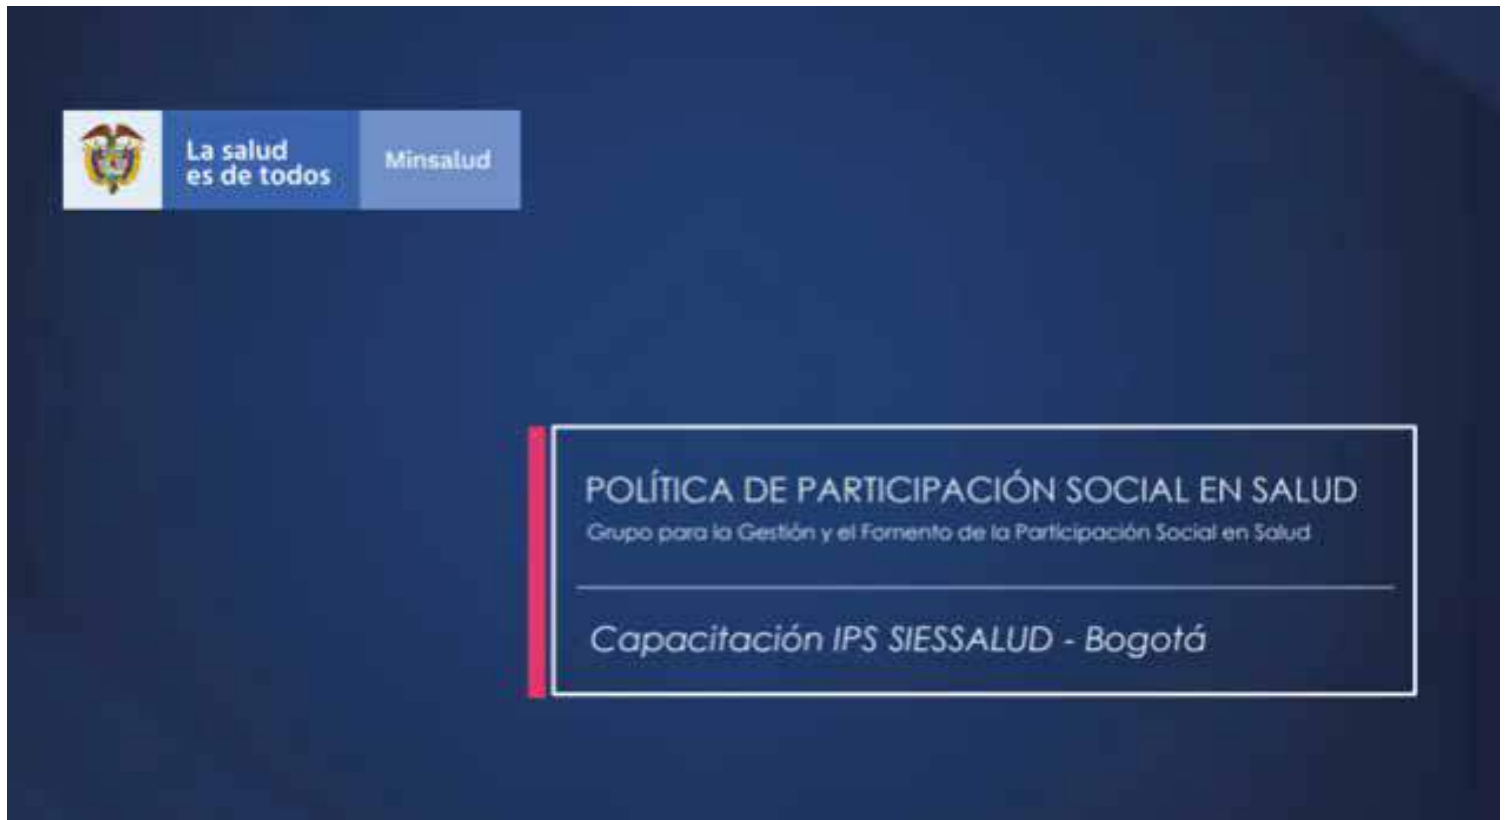 La salud
es de todos
Minsalud
POLÍTICA DE PARTICIPACIÓN SOCIAL EN SALUD
Grupo para la Gestión y el Fomento de la Participación Social en Salud
Capacitación IPS SIESSALUD - Bogotá